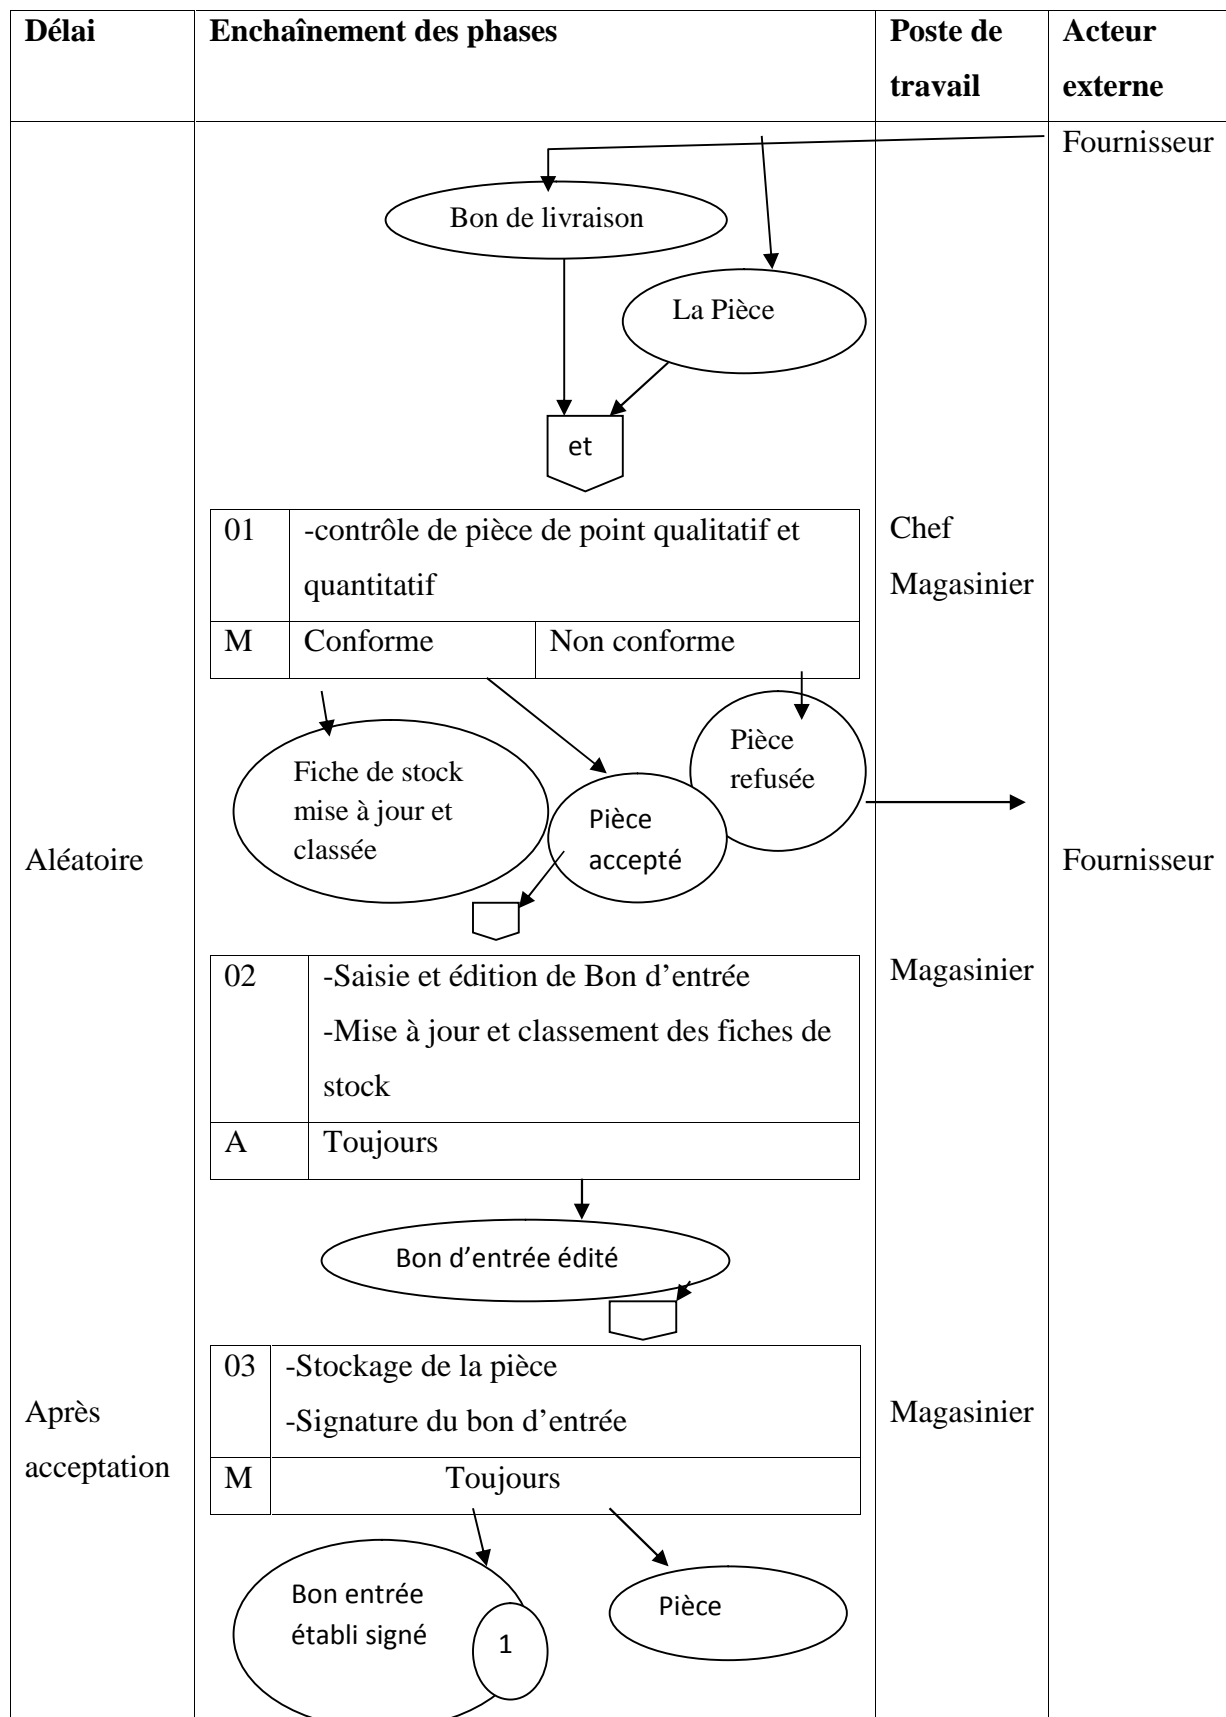 Délai
Enchaînement des phases
Poste de
travail
Acteur
externe
Fournisseur
Bon de livraison
La Pièce
et
01
-contrôle de pièce de point qualitatif et
quantitatif
Chef
Magasinier
M
Conforme
Non conforme
Pièce
refusée
Fiche de stock
mise à jour et
classée
Pièce
accepté
Aléatoire
Fournisseur
02
-Saisie et édition de Bon d’entrée
-Mise à jour et classement des fiches de
stock
Magasinier
A
Toujours
Bon d’entrée édité
03
-Stockage de la pièce
-Signature du bon d’entrée
Après
acceptation
Magasinier
M
Toujours
Bon entrée
établi signé
1
Pièce